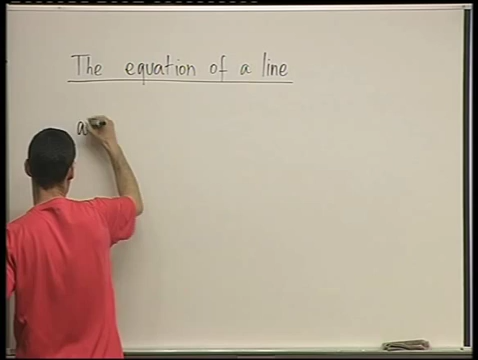 The equation of a line
a